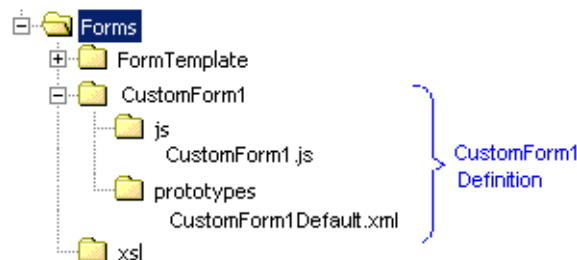 Forms
FormTemplate
CustomForm1
js
CustomForm1.js
prototypes
CustomForm1Default.xml
xsl
CustomForm1
Definition